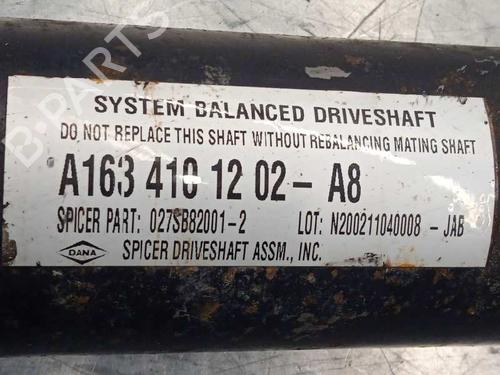 SYSTEM BALANCED DRIVESHAFT
DO NOT REPLACE THIS SHAFT WITHOUT REBALANCING MATING SHAFT
A163 410 12 02 - A8
SPICER PART: 027SB82001-2 LOT: N200211040008 - JAB
DANA SPICER DRIVESHAFT ASSM., INC.
B-PARTS